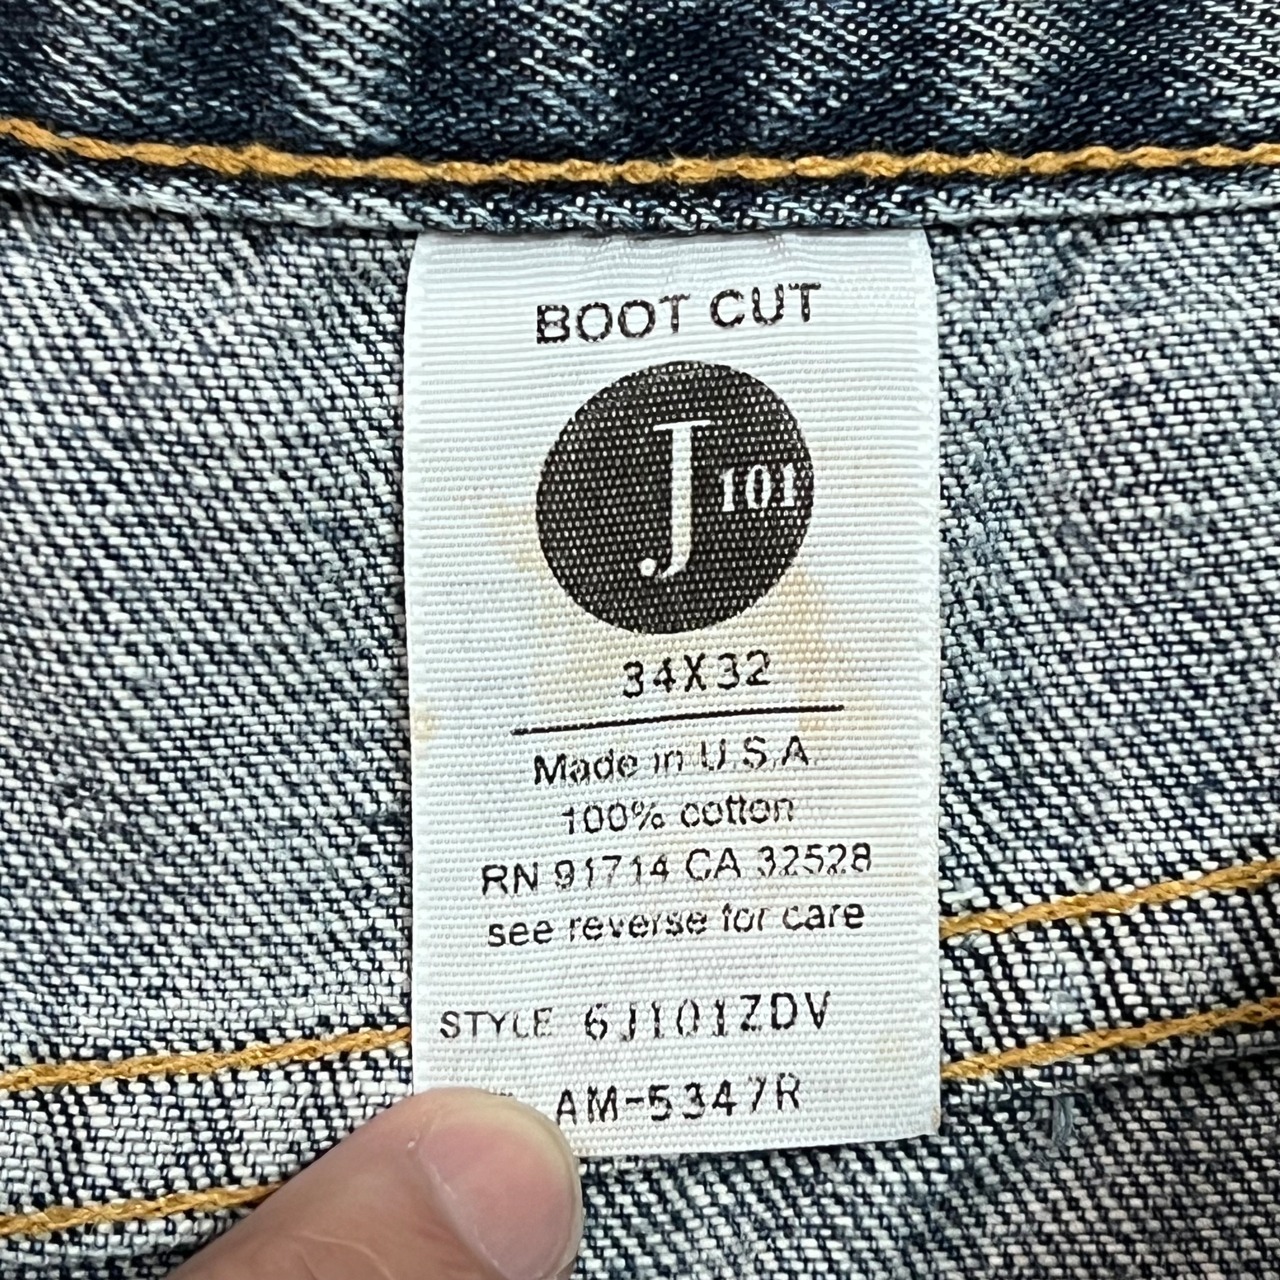 BOOT CUT
J101
34X32
Made in U.S.A.
100% cotton
RN 91714 CA 32528
see reverse for care
STYLE 6J101ZDV
AM-5347R